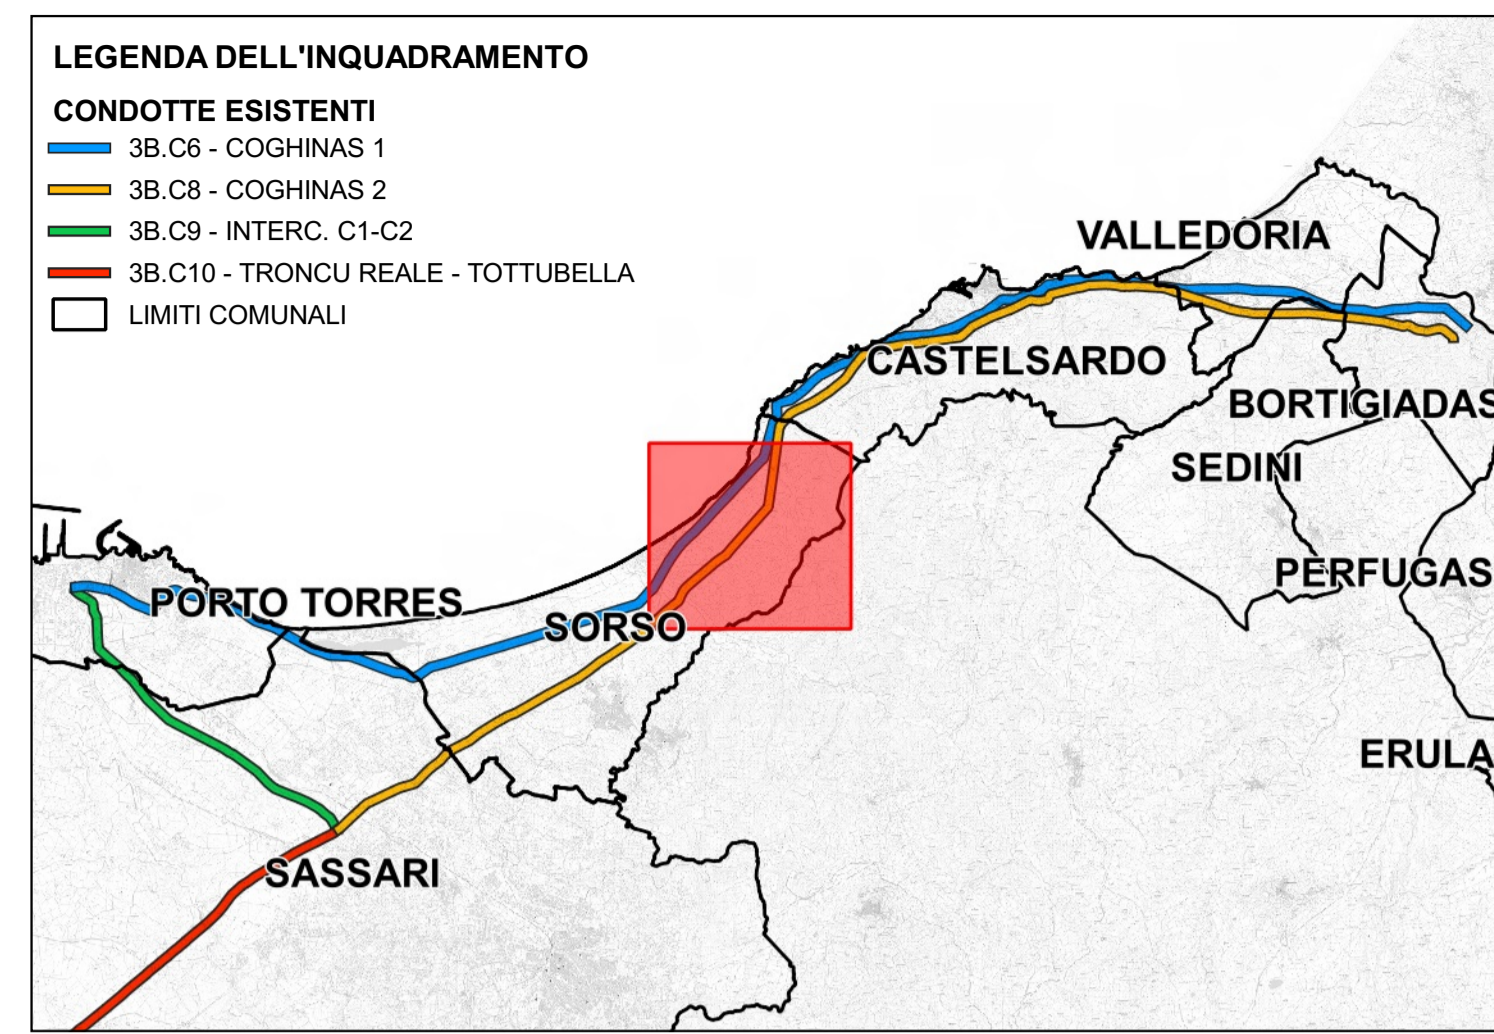 LEGENDA DELL'INQUADRAMENTO
CONDOTTE ESISTENTI
3B.C6 - COGHINAS 1
3B.C8 - COGHINAS 2
3B.C9 - INTERC. C1-C2
3B.C10 - TRONCU REALE - TOTTUBELLA
LIMITI COMUNALI
VALLEDORIA
CASTELSARDO
BORTIGIADAS
SEDINI
PERFUGAS
PORTO TORRES
SORSO
ERULA
SASSARI